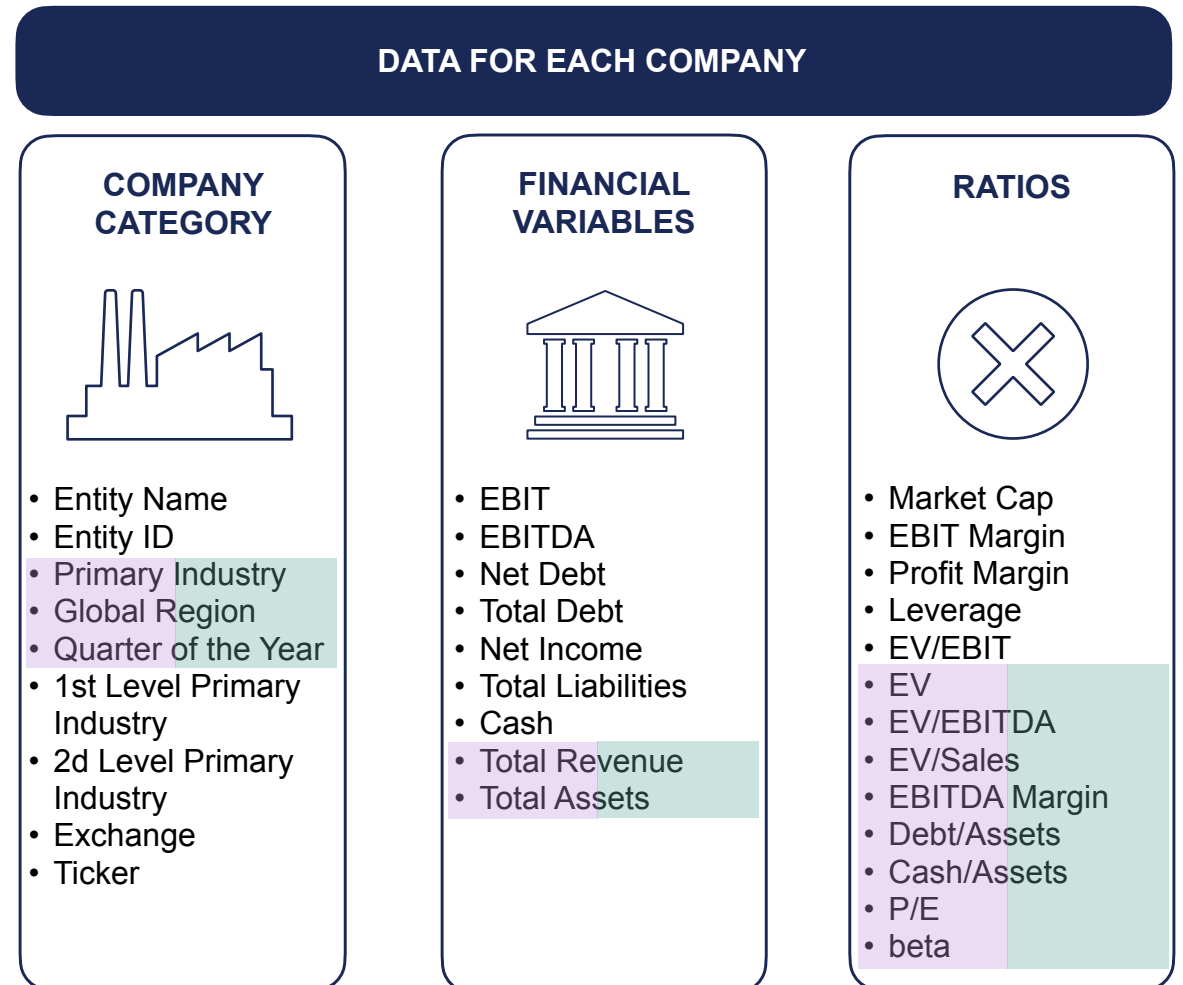 DATA FOR EACH COMPANY
COMPANY
CATEGORY
• Entity Name
• Entity ID
• Primary Industry
• Global Region
• Quarter of the Year
• 1st Level Primary
Industry
• 2d Level Primary
Industry
• Exchange
• Ticker
FINANCIAL
VARIABLES
• EBIT
• EBITDA
• Net Debt
• Total Debt
• Net Income
• Total Liabilities
• Cash
• Total Revenue
• Total Assets
RATIOS
• Market Cap
• EBIT Margin
• Profit Margin
• Leverage
• EV/EBIT
• EV
• EV/EBITDA
• EV/Sales
• EBITDA Margin
• Debt/Assets
• Cash/Assets
• P/E
• beta